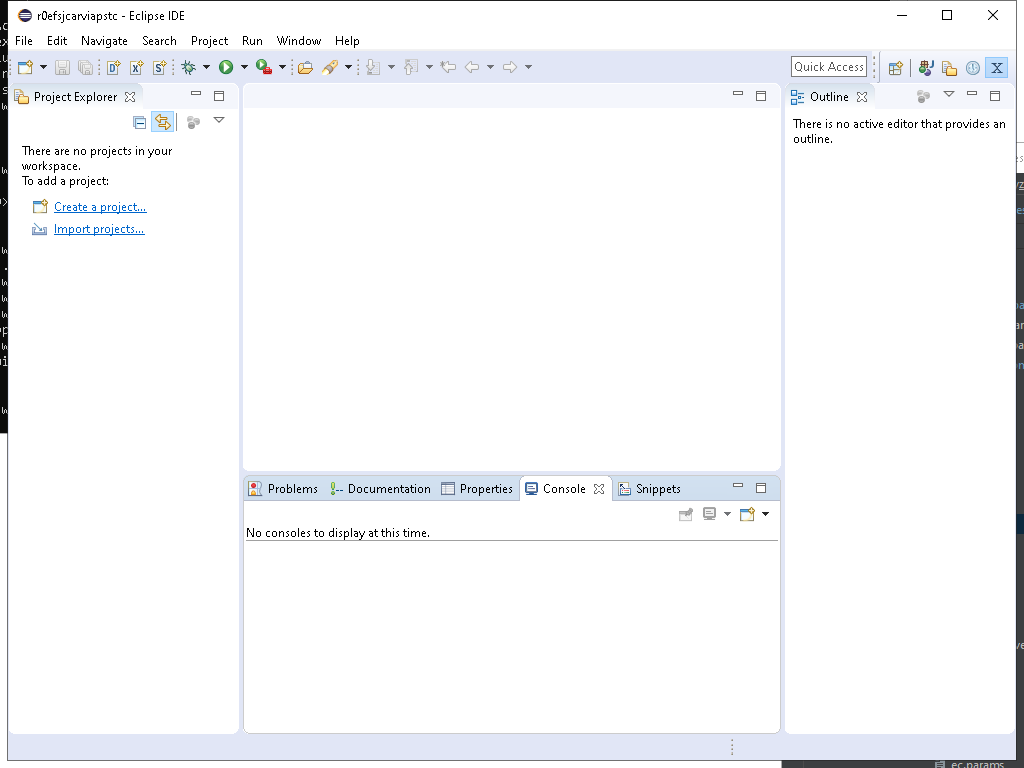 r0efsjcarviapstc - Eclipse IDE
File Edit Navigate Search Project Run Window Help
Quick Access
Project Explorer
Outline
There is no active editor that provides an
outline.
There are no projects in your
workspace.
To add a project:
Create a project...
Import projects...
Problems Documentation Properties Console Snippets
No consoles to display at this time.
ec.params